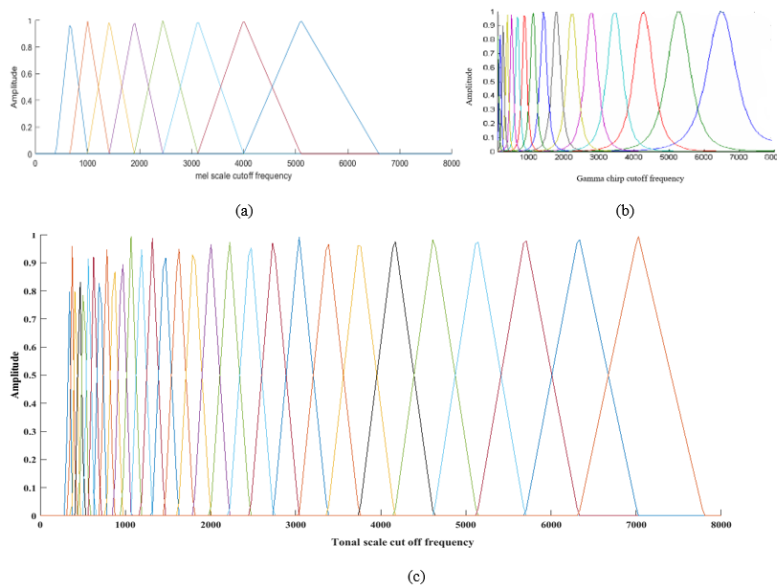 1
0.8
0.6
0.4
0.2
0
Amplitude
0 1000 2000 3000 4000 5000 6000 7000 8000
mel scale cutoff frequency
(a)
1
0.9
0.8
0.7
0.6
0.5
0.4
0.3
0.2
0.1
0
Amplitude
1000 2000 3000 4000 5000 6000 7000 8000
Gamma chirp cutoff frequency
(b)
1
0.9
0.8
0.7
0.6
0.5
0.4
0.3
0.2
0.1
0
Amplitude
0 1000 2000 3000 4000 5000 6000 7000 8000
Tonal scale cut off frequency
(c)